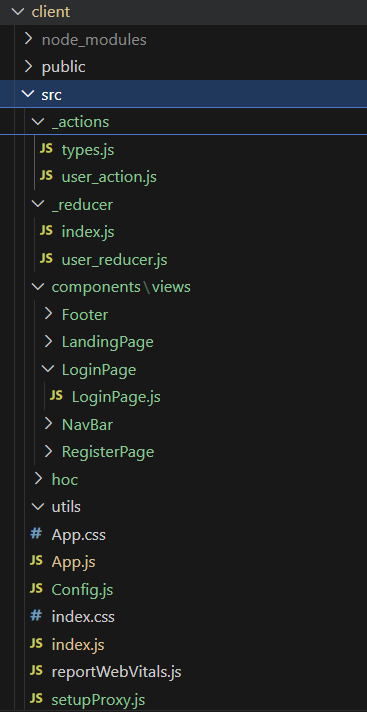 client
node_modules
public
src
_actions
JS types.js
JS user_action.js
_reducer
JS index.js
JS user_reducer.js
components\views
Footer
LandingPage
LoginPage
JS LoginPage.js
NavBar
RegisterPage
hoc
utils
# App.css
JS App.js
JS Config.js
# index.css
JS index.js
JS reportWebVitals.js
JS setupProxy.js